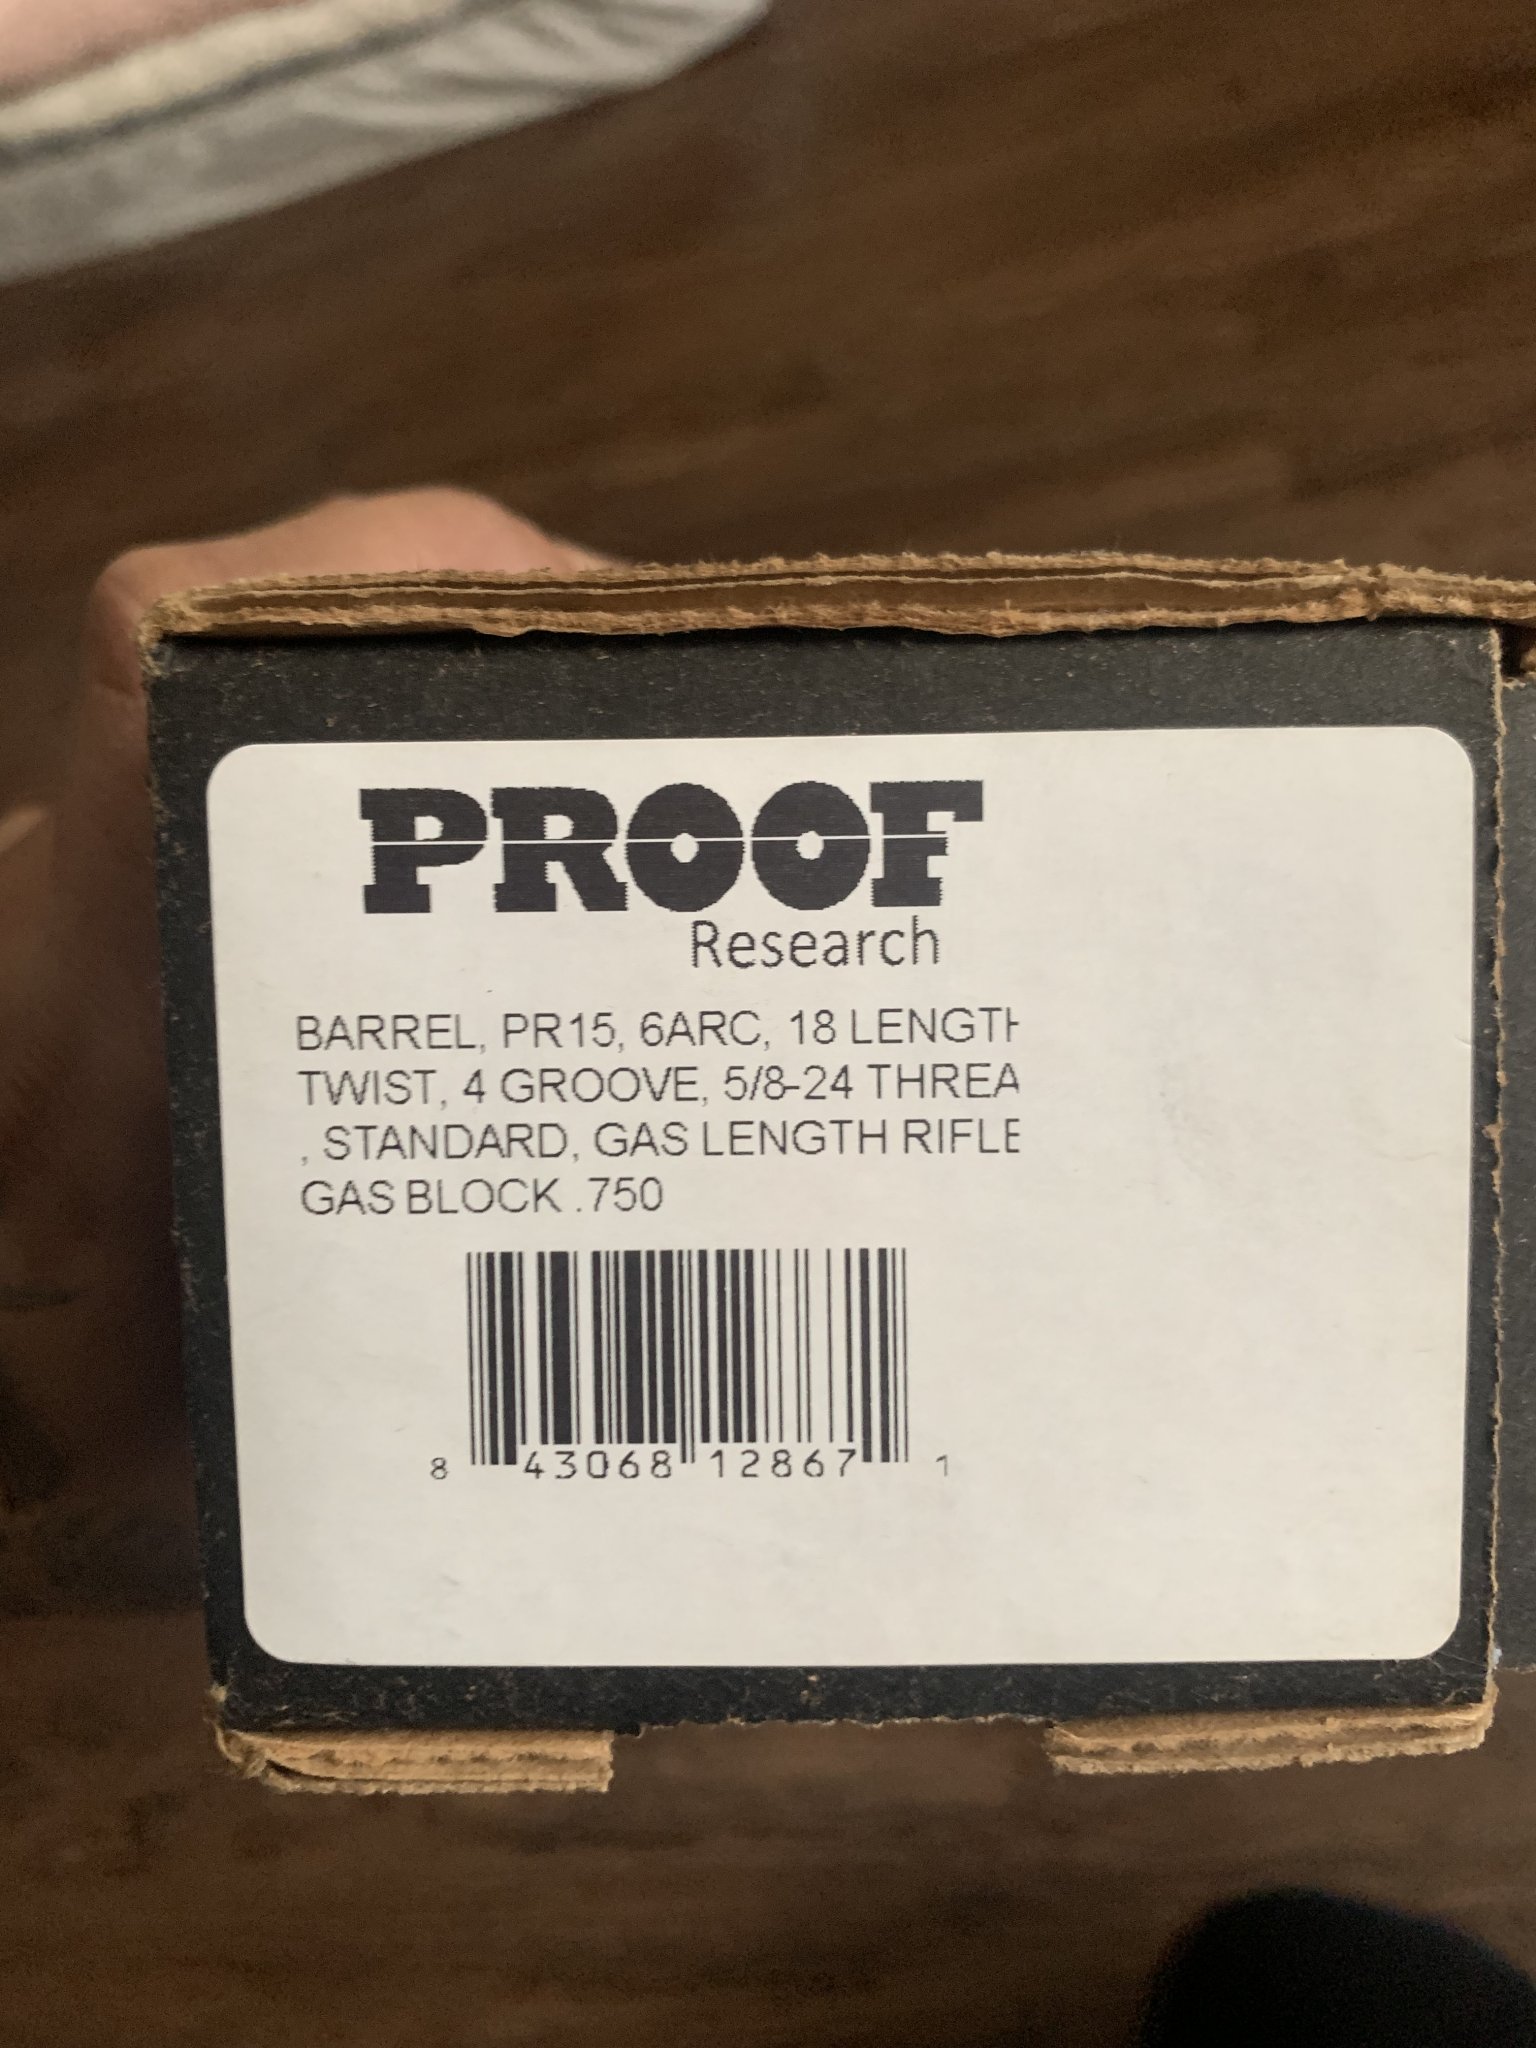 PROOF
Research
BARREL, PR15, 6ARC, 18 LENGTH
TWIST, 4 GROOVE, 5/8-24 THREA
, STANDARD, GAS LENGTH RIFLE
GAS BLOCK .750
8 43068 12867 1